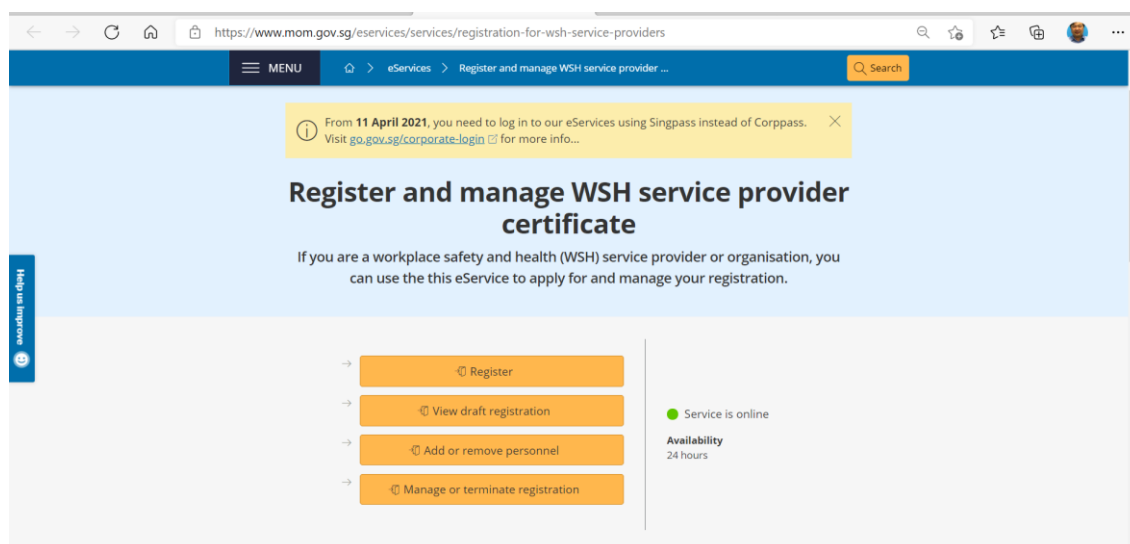 https://www.mom.gov.sg/eservices/services/registration-for-wsh-service-providers
MENU
eServices > Register and manage WSH service provider ...
Search
From 11 April 2021, you need to log in to our eServices using Singpass instead of Corppass.
Visit go.gov.sg/corporate-login for more info...
Register and manage WSH service provider
certificate
If you are a workplace safety and health (WSH) service provider or organisation, you
can use the this eService to apply for and manage your registration.
Help us improve
Register
View draft registration
Add or remove personnel
Manage or terminate registration
Service is online
Availability
24 hours